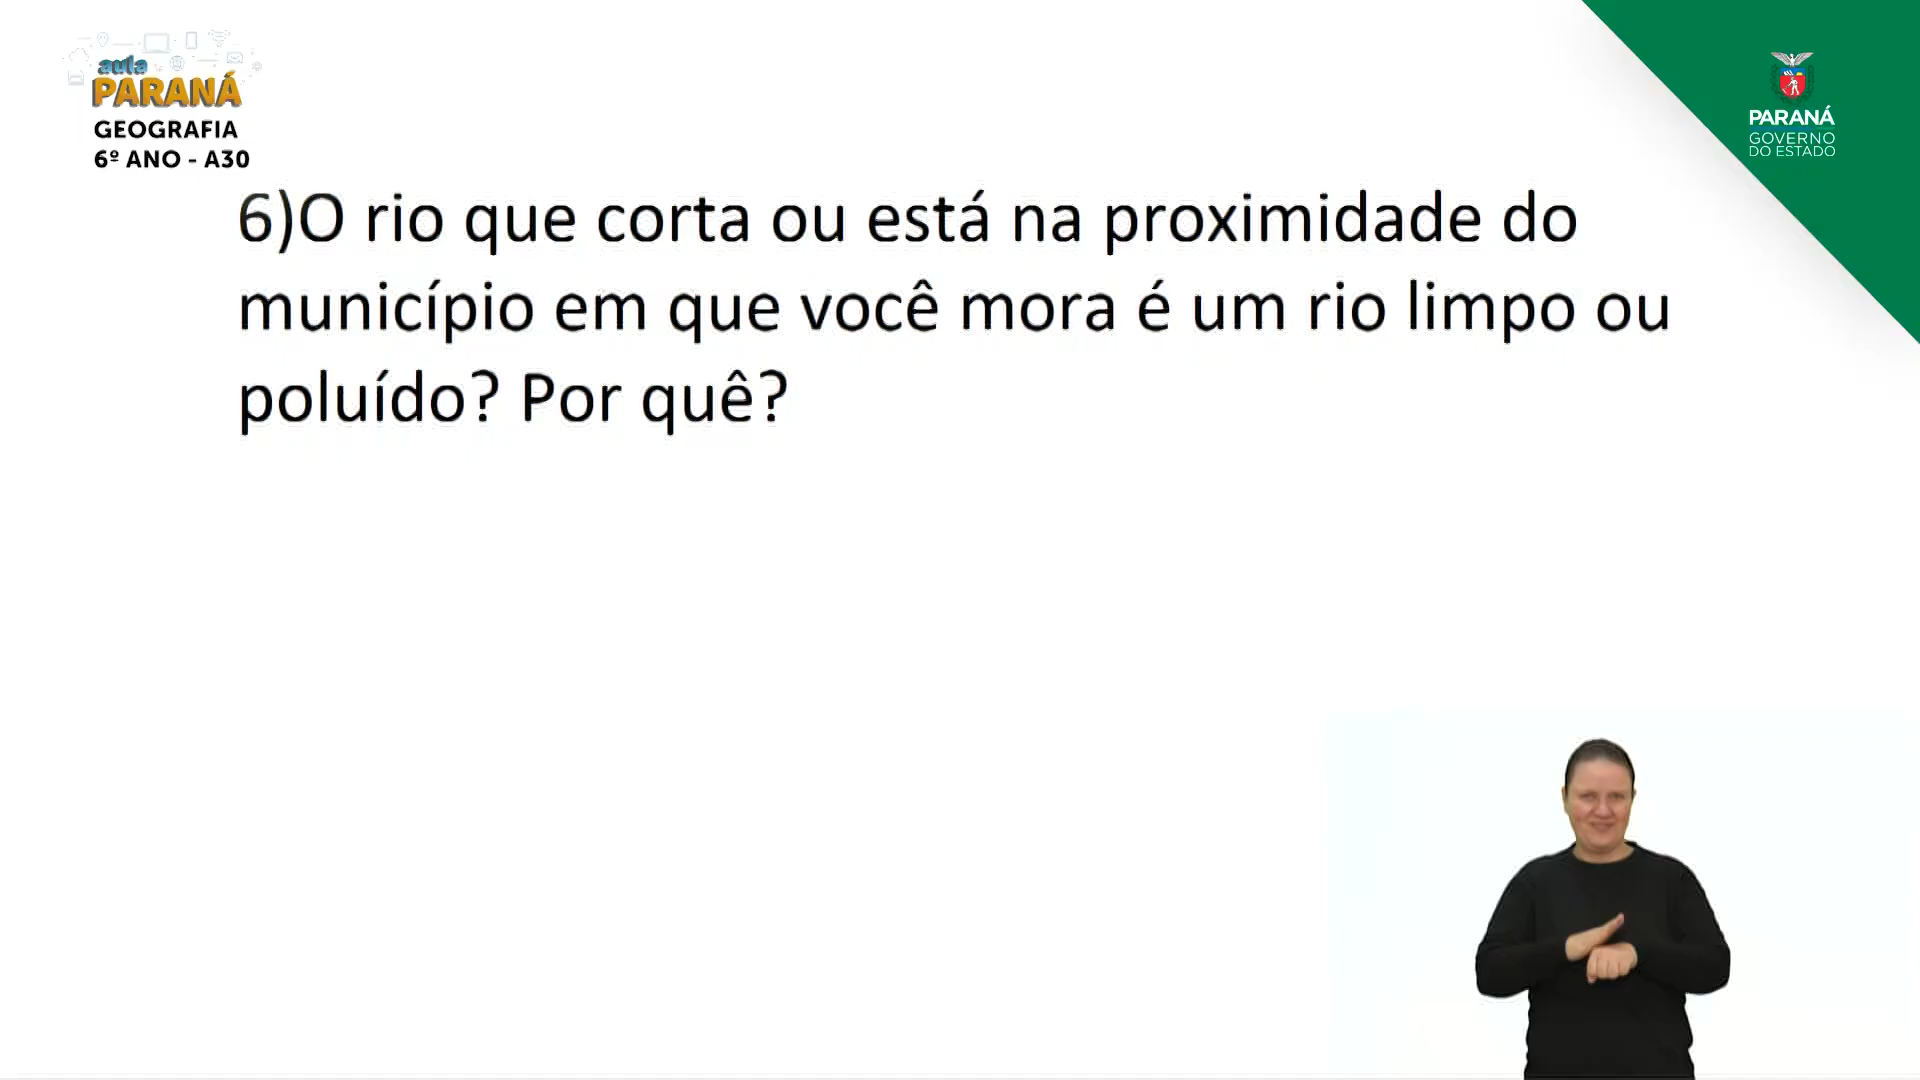 aula
PARANÁ
GEOGRAFIA
6º ANO - A30
PARANÁ
GOVERNO
DO ESTADO
6)O rio que corta ou está na proximidade do
município em que você mora é um rio limpo ou
poluído? Por quê?